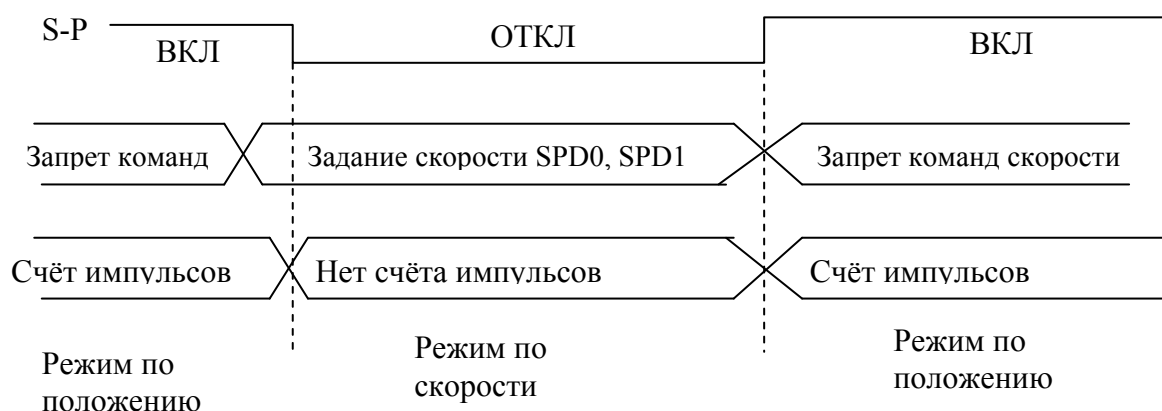 S-P
ВКЛ
ОТКЛ
ВКЛ
Запрет команд
Задание скорости SPD0, SPD1
Запрет команд скорости
Счёт импульсов
Нет счёта импульсов
Счёт импульсов
Режим по
положению
Режим по
скорости
Режим по
положению